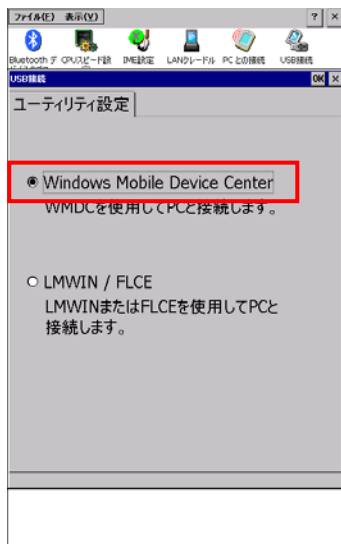 ファイル(F) 表示(V) ? ×
Bluetooth デ CPUスピード設 IME設定 LANクレードル PC との接続 USB接続
USB接続 OK ×
ユーティリティ設定
Windows Mobile Device Center
WMDCを使用してPCと接続します。
LMWIN / FLCE
LMWINまたはFLCEを使用してPCと
接続します。